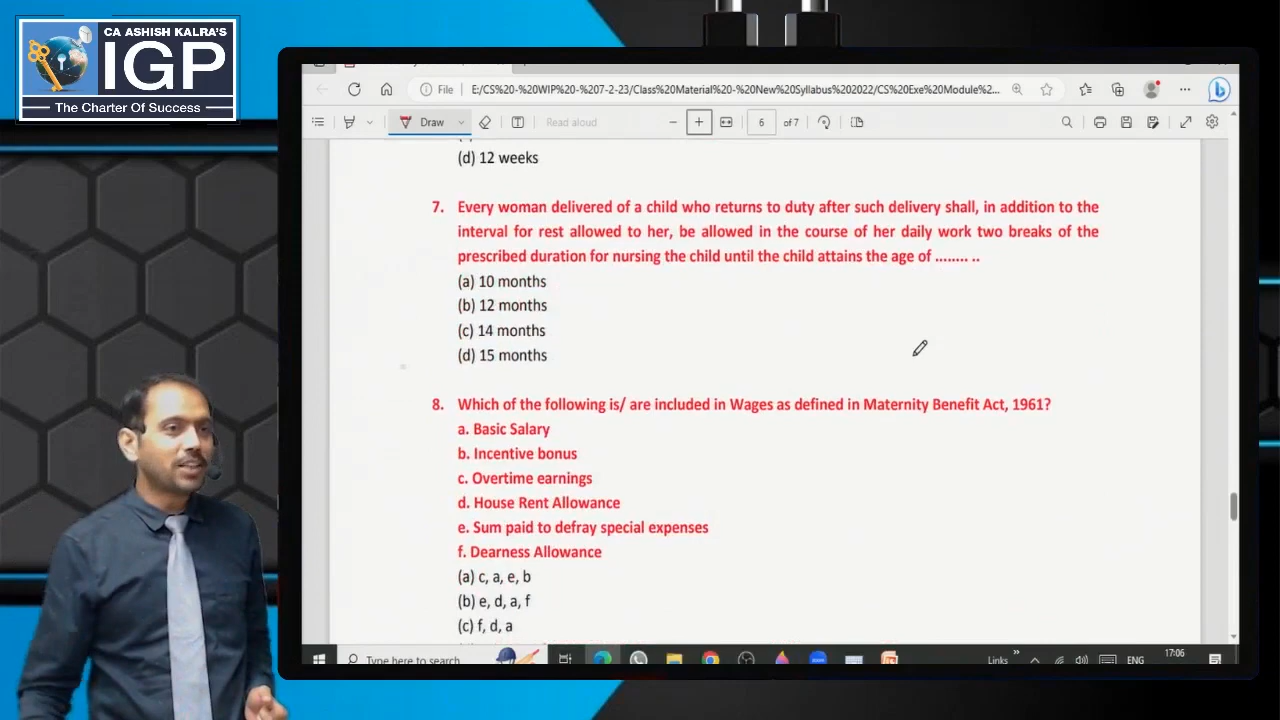 CA ASHISH KALRA'S
IGP
The Charter Of Success
File
E:/CS%20-%20WIP%20-%207-2-23/Class%20Material%20-%20New%20Syllabus%202022/CS%20Exe%20Module%2...
Draw
Read aloud
6
of 7
(d) 12 weeks
7. Every woman delivered of a child who returns to duty after such delivery shall, in addition to the
interval for rest allowed to her, be allowed in the course of her daily work two breaks of the
prescribed duration for nursing the child until the child attains the age of ........ ..
(a) 10 months
(b) 12 months
(c) 14 months
(d) 15 months
8. Which of the following is/ are included in Wages as defined in Maternity Benefit Act, 1961?
a. Basic Salary
b. Incentive bonus
c. Overtime earnings
d. House Rent Allowance
e. Sum paid to defray special expenses
f. Dearness Allowance
(a) c, a, e, b
(b) e, d, a, f
(c) f, d, a
Type here to search
Links
ENG
17:06